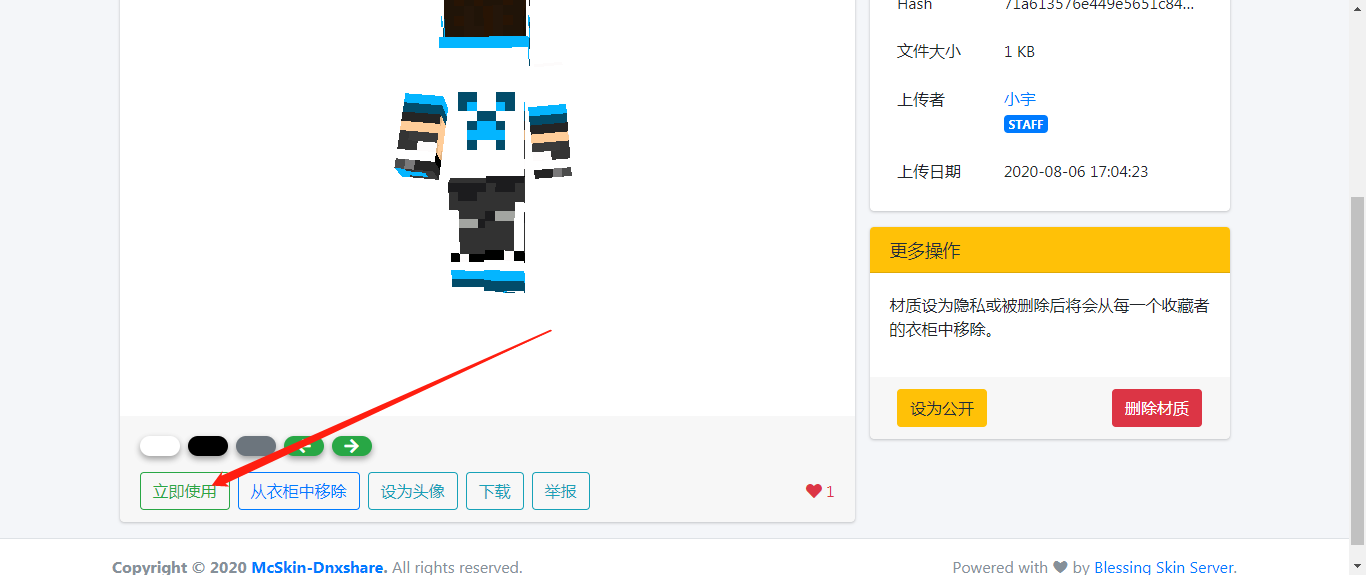 Hash 71a613576e449e5651c84...
文件大小 1 KB
上传者 小宇
STAFF
上传日期 2020-08-06 17:04:23
更多操作
材质设为隐私或被删除后将会从每一个收藏者
的衣柜中移除。
设为公开 删除材质
立即使用 从衣柜中移除 设为头像 下载 举报 1
Copyright © 2020 McSkin-Dnxshare. All rights reserved. Powered with ❤ by Blessing Skin Server.